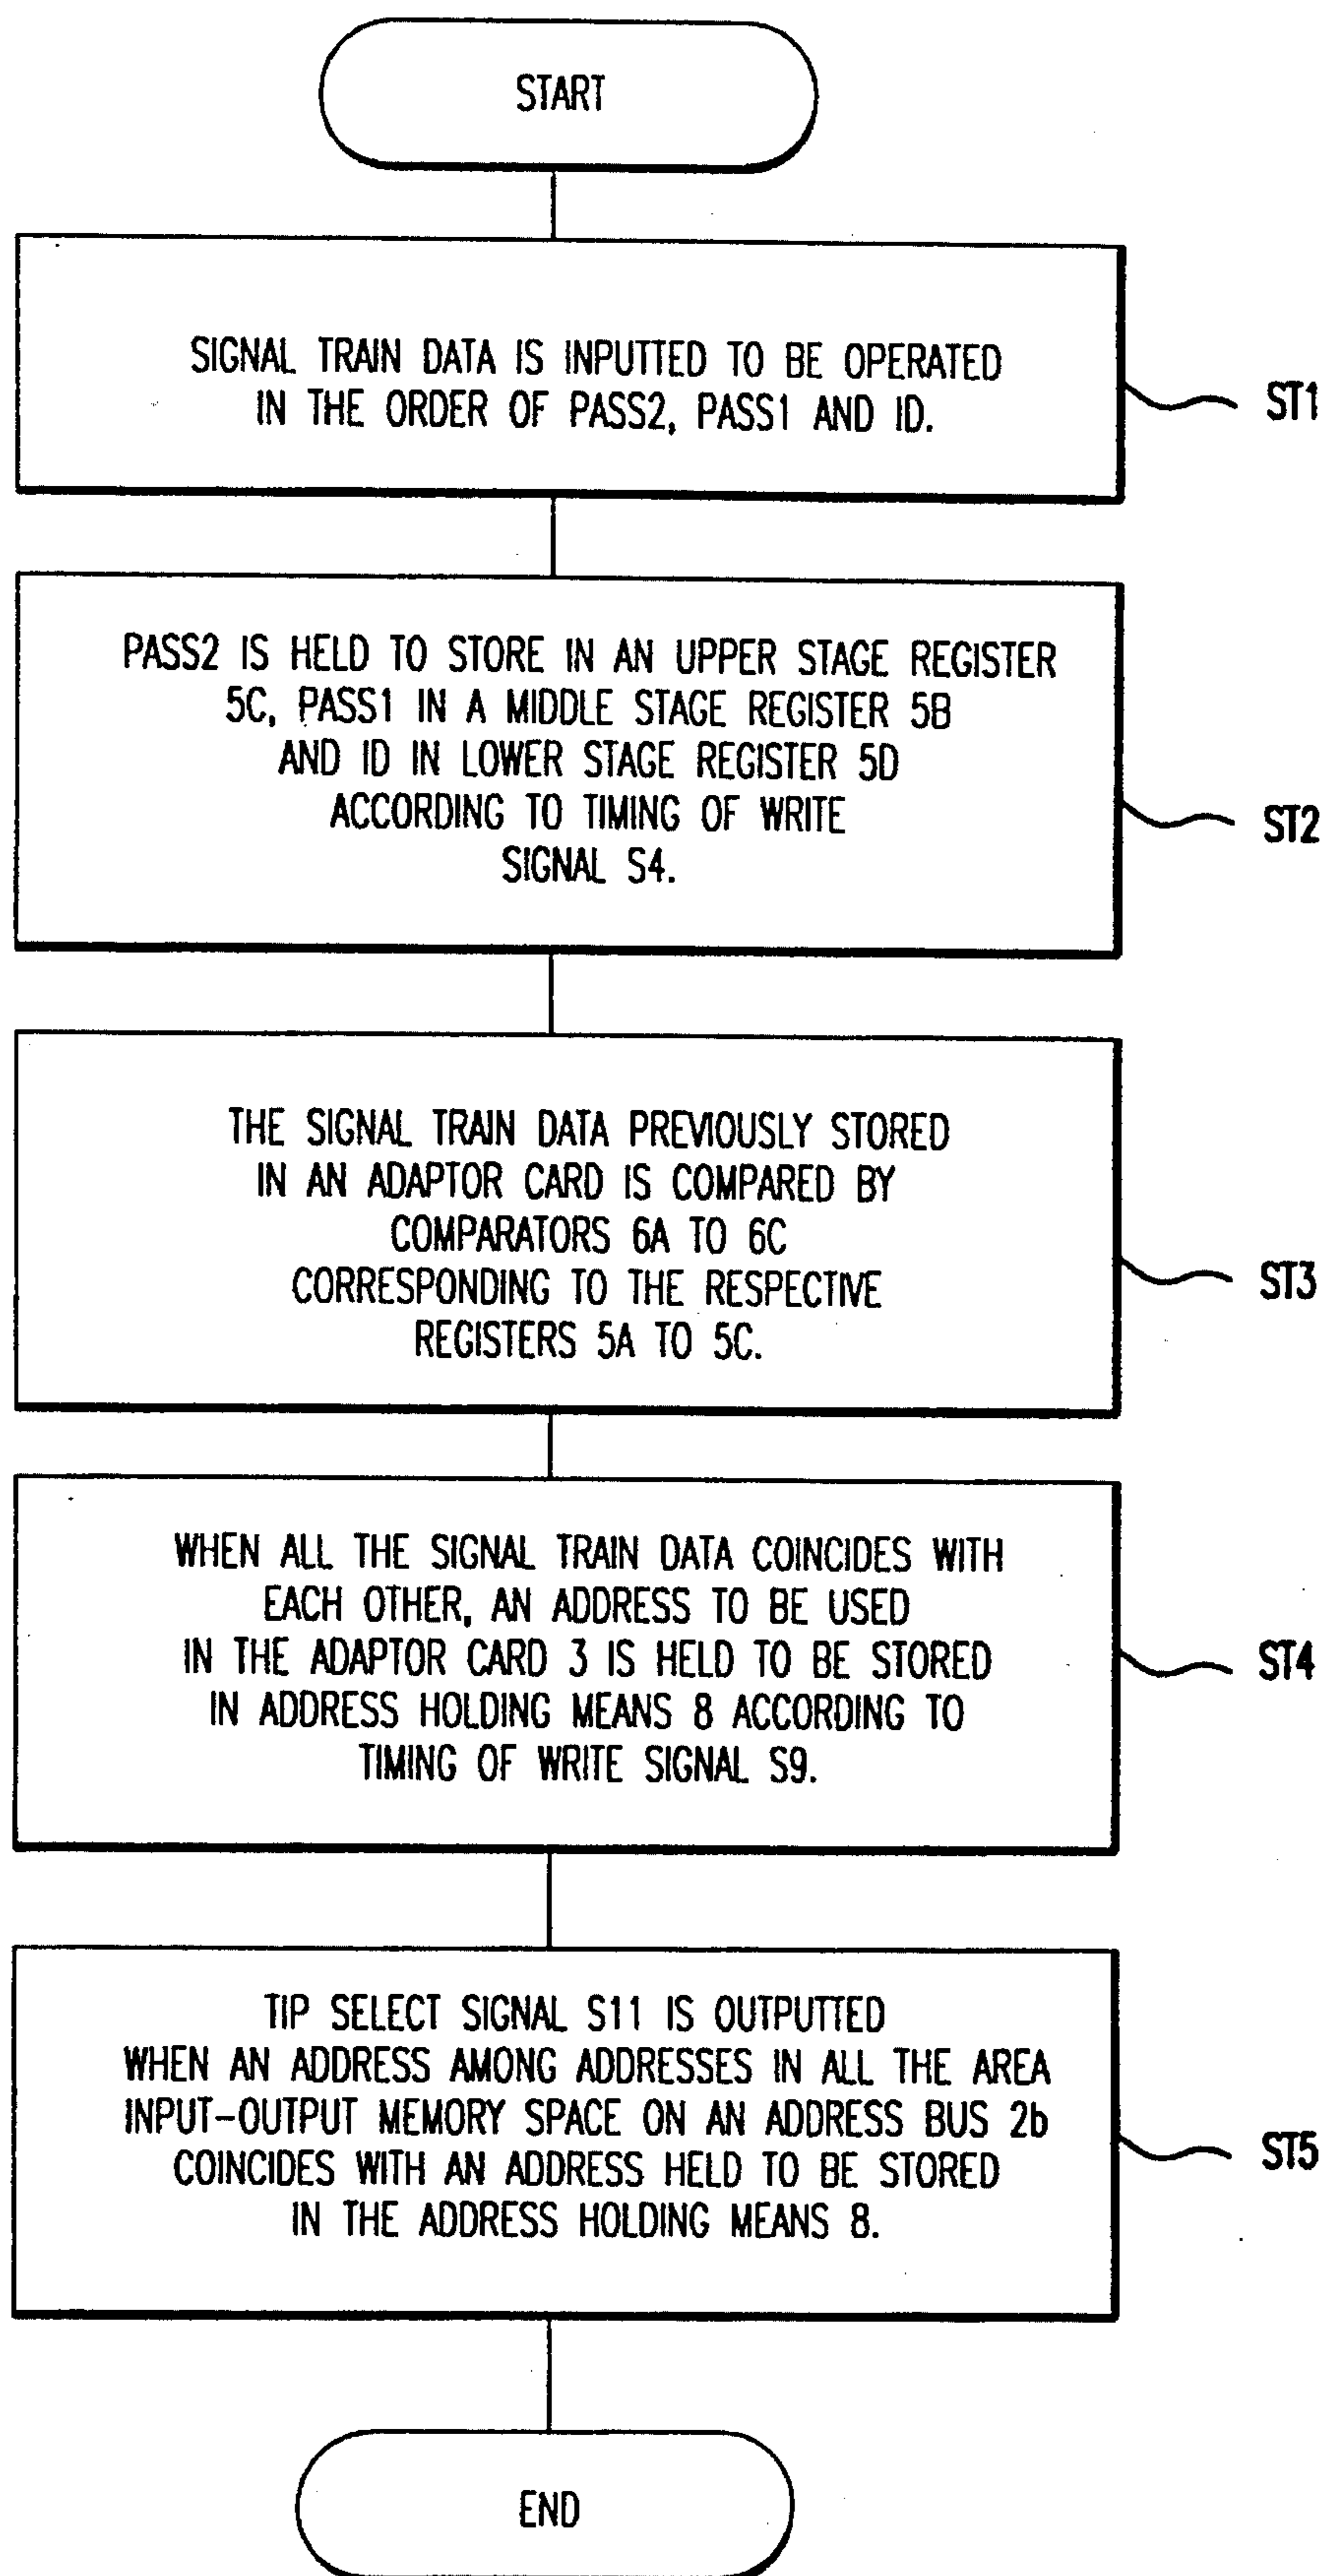 START
SIGNAL TRAIN DATA IS INPUTTED TO BE OPERATED
IN THE ORDER OF PASS2, PASS1 AND ID.
ST1
PASS2 IS HELD TO STORE IN AN UPPER STAGE REGISTER
5C, PASS1 IN A MIDDLE STAGE REGISTER 5B
AND ID IN LOWER STAGE REGISTER 5D
ACCORDING TO TIMING OF WRITE
SIGNAL S4.
ST2
THE SIGNAL TRAIN DATA PREVIOUSLY STORED
IN AN ADAPTOR CARD IS COMPARED BY
COMPARATORS 6A TO 6C
CORRESPONDING TO THE RESPECTIVE
REGISTERS 5A TO 5C.
ST3
WHEN ALL THE SIGNAL TRAIN DATA COINCIDES WITH
EACH OTHER, AN ADDRESS TO BE USED
IN THE ADAPTOR CARD 3 IS HELD TO BE STORED
IN ADDRESS HOLDING MEANS 8 ACCORDING TO
TIMING OF WRITE SIGNAL S9.
ST4
TIP SELECT SIGNAL S11 IS OUTPUTTED
WHEN AN ADDRESS AMONG ADDRESSES IN ALL THE AREA
INPUT-OUTPUT MEMORY SPACE ON AN ADDRESS BUS 2b
COINCIDES WITH AN ADDRESS HELD TO BE STORED
IN THE ADDRESS HOLDING MEANS 8.
ST5
END